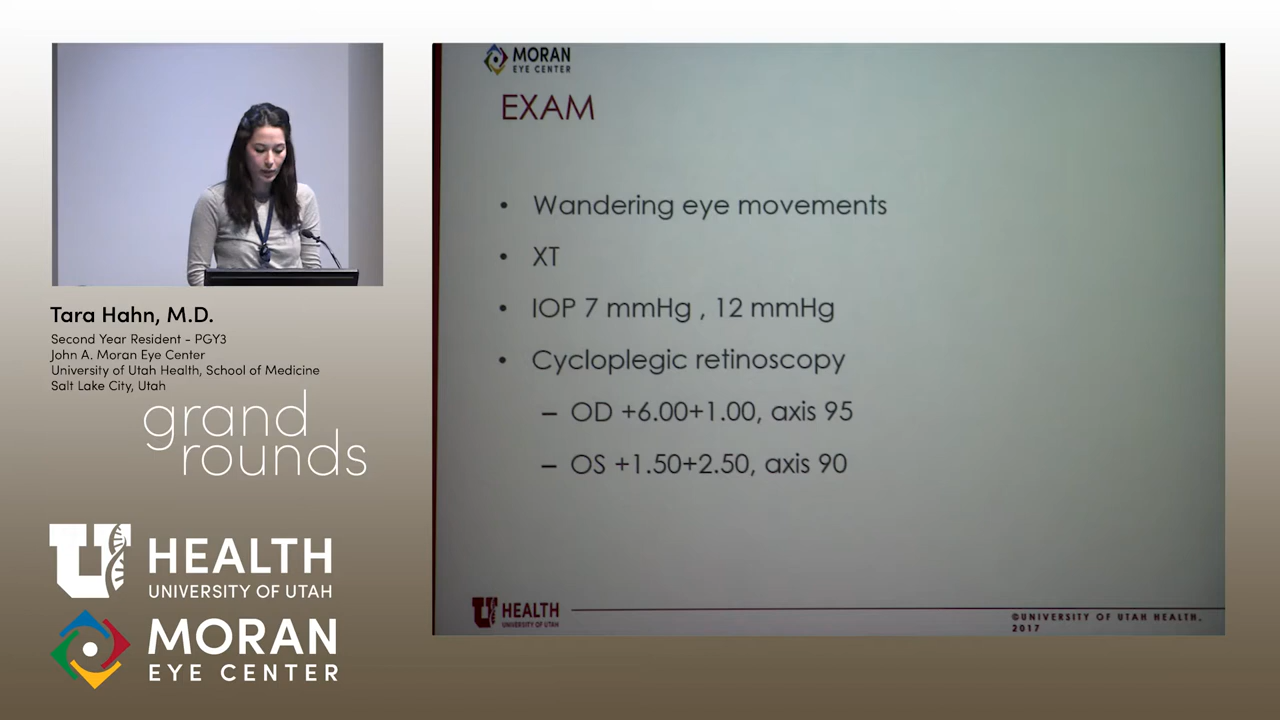 Tara Hahn, M.D.
Second Year Resident - PGY3
John A. Moran Eye Center
University of Utah Health, School of Medicine
Salt Lake City, Utah
grand
rounds
U HEALTH
UNIVERSITY OF UTAH
MORAN
EYE CENTER
MORAN
EYE CENTER
EXAM
• Wandering eye movements
• XT
• IOP 7 mmHg , 12 mmHg
• Cycloplegic retinoscopy
– OD +6.00+1.00, axis 95
– OS +1.50+2.50, axis 90
U HEALTH
UNIVERSITY OF UTAH
©UNIVERSITY OF UTAH HEALTH,
2017